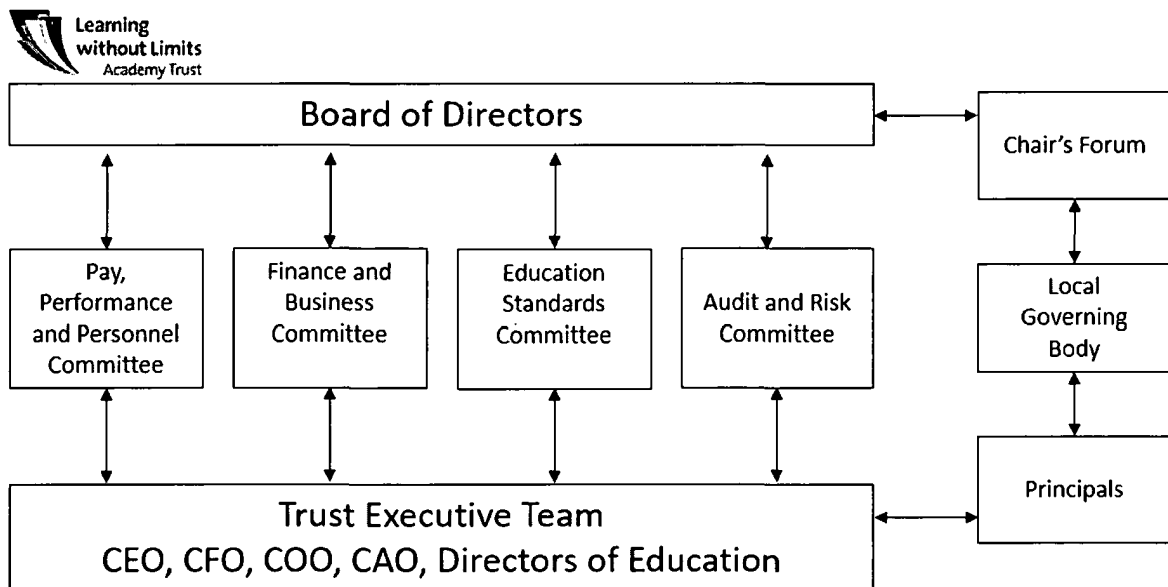 Learning
without Limits
Academy Trust
Board of Directors
Chair's Forum
Pay,
Performance
and Personnel
Committee
Finance and
Business
Committee
Education
Standards
Committee
Audit and Risk
Committee
Local
Governing
Body
Trust Executive Team
CEO, CFO, COO, CAO, Directors of Education
Principals